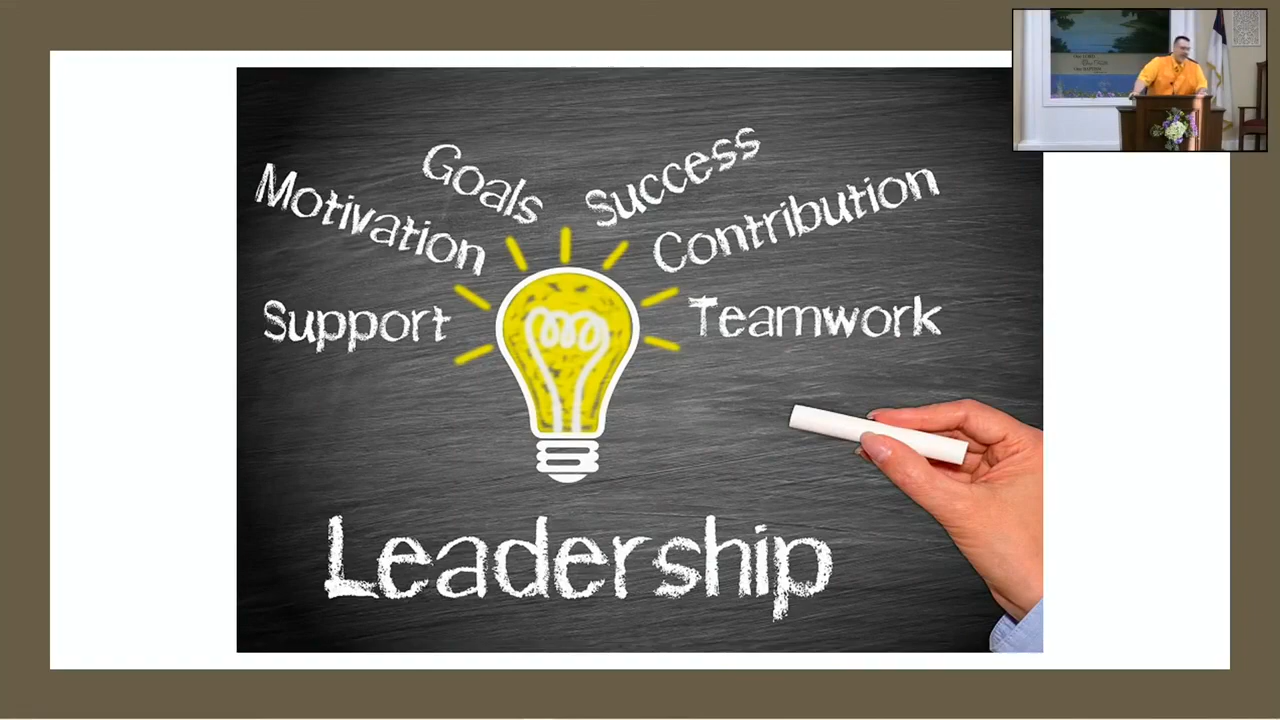 Motivation
Goals
Success
Contribution
Support
Teamwork
Leadership